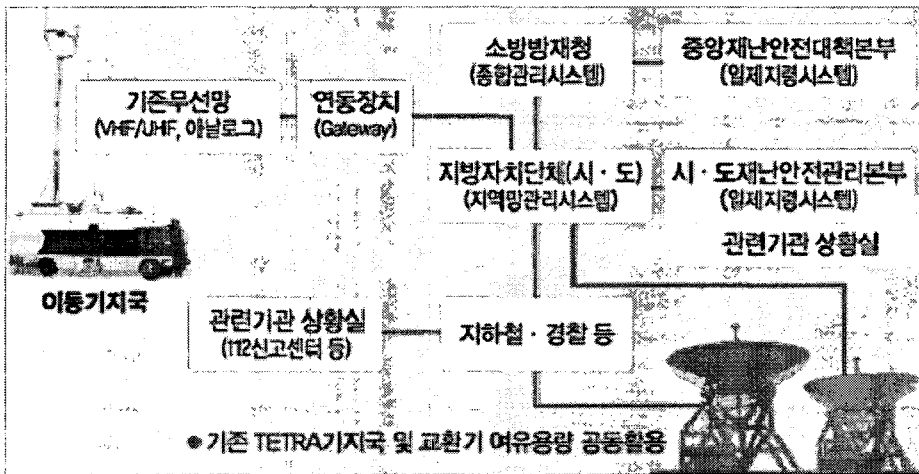 소방방재청
(종합관리시스템)
중앙재난안전대책본부
(일제지령시스템)
기존무선망
(VHF/UHF, 아날로그)
연동장치
(Gateway)
지방자치단체(시·도)
(지역망관리시스템)
시·도재난안전관리본부
(일제지령시스템)
관련기관 상황실
이동기지국
관련기관 상황실
(112신고센터 등)
지하철·경찰 등
● 기존 TETRA기지국 및 교환기 여유용량 공동활용